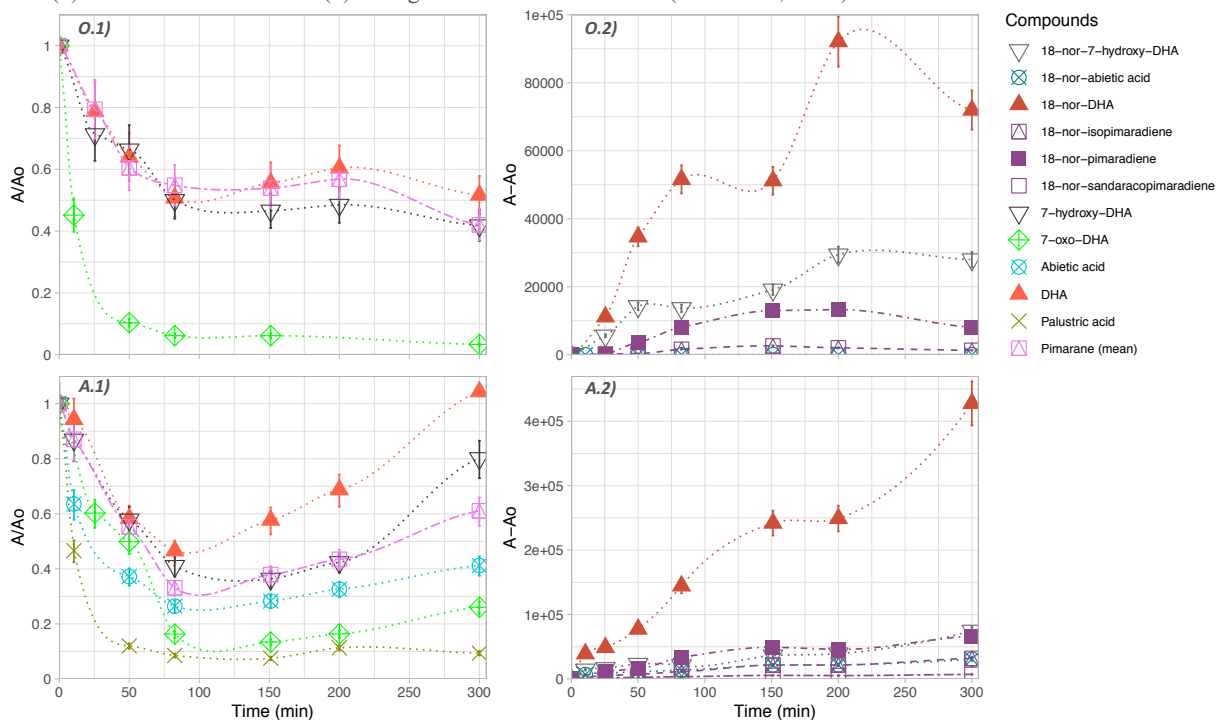 O.1)
1
0.8
0.6
0.4
0.2
0
A/Ao
O.2)
1e+05
80000
60000
40000
20000
0
A−Ao
A.1)
1
0.8
0.6
0.4
0.2
0
A/Ao
0 50 100 150 200 250 300
Time (min)
A.2)
4e+05
3e+05
2e+05
1e+05
0
A−Ao
0 50 100 150 200 250 300
Time (min)
Compounds
18−nor−7−hydroxy−DHA
18−nor−abietic acid
18−nor−DHA
18−nor−isopimaradiene
18−nor−pimaradiene
18−nor−sandaracopimaradiene
7−hydroxy−DHA
7−oxo−DHA
Abietic acid
DHA
Palustric acid
Pimarane (mean)